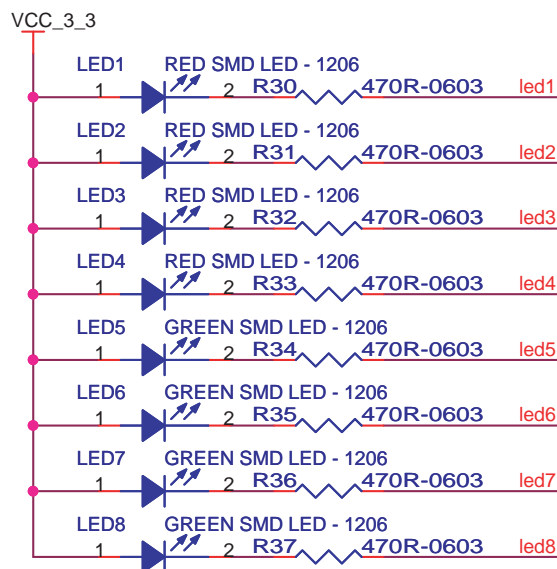 VCC_3_3
LED1 RED SMD LED - 1206
1 2 R30 470R-0603 led1
LED2 RED SMD LED - 1206
1 2 R31 470R-0603 led2
LED3 RED SMD LED - 1206
1 2 R32 470R-0603 led3
LED4 RED SMD LED - 1206
1 2 R33 470R-0603 led4
LED5 GREEN SMD LED - 1206
1 2 R34 470R-0603 led5
LED6 GREEN SMD LED - 1206
1 2 R35 470R-0603 led6
LED7 GREEN SMD LED - 1206
1 2 R36 470R-0603 led7
LED8 GREEN SMD LED - 1206
1 2 R37 470R-0603 led8